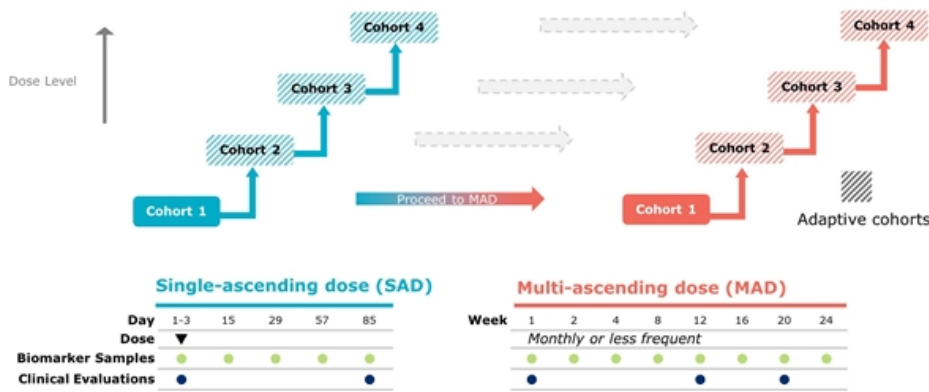 Cohort 4
Cohort 4
Dose Level
Cohort 3
Cohort 3
Cohort 2
Cohort 2
Cohort 1
Proceed to MAD
Cohort 1
Adaptive cohorts
Single-ascending dose (SAD)
Multi-ascending dose (MAD)
Day 1-3 15 29 57 85
Week 1 2 4 8 12 16 20 24
Dose
Monthly or less frequent
Biomarker Samples
Clinical Evaluations